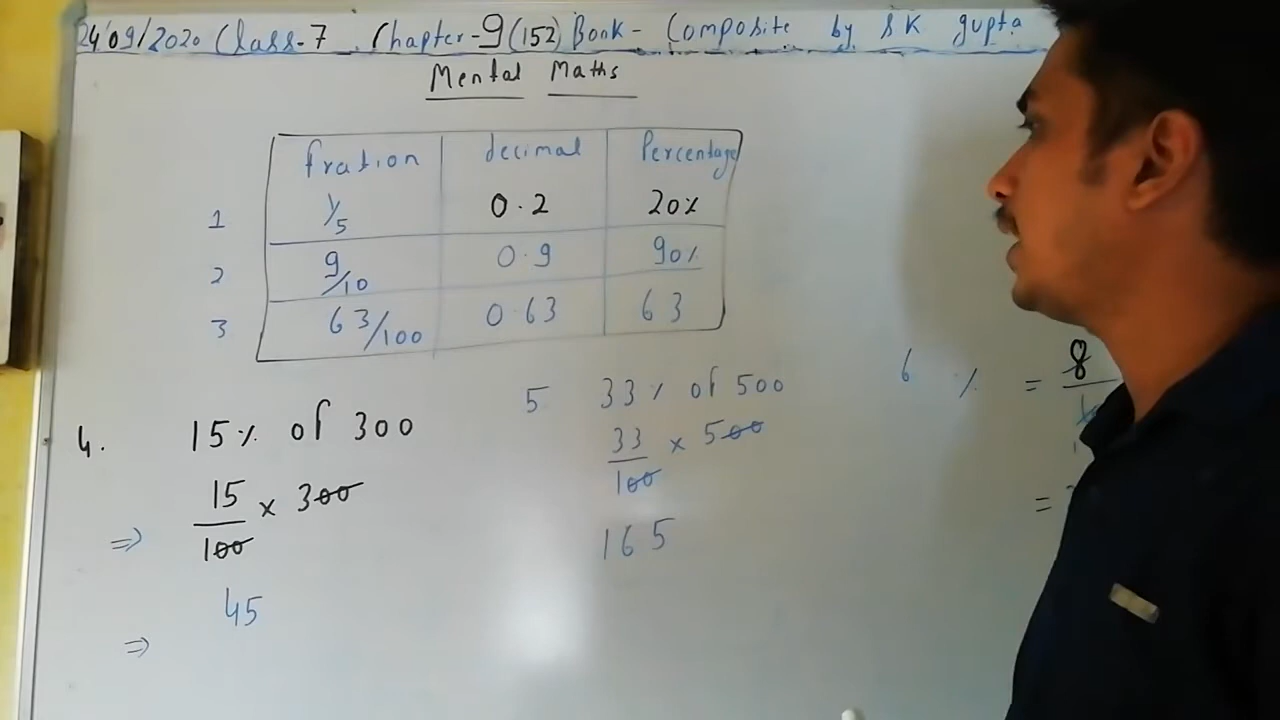 24/09/2020 Class-7 Chapter-9(152) Book- Composite by S K gupta
Mental Maths
fration decimal Percentage
1 1/5 0.2 20%
2 9/10 0.9 90%
3 63/100 0.63 63
4. 15% of 300
15/100 x 300
⇒
45
⇒
5 33% of 500
33/100 x 500
165
6 % = 8
=